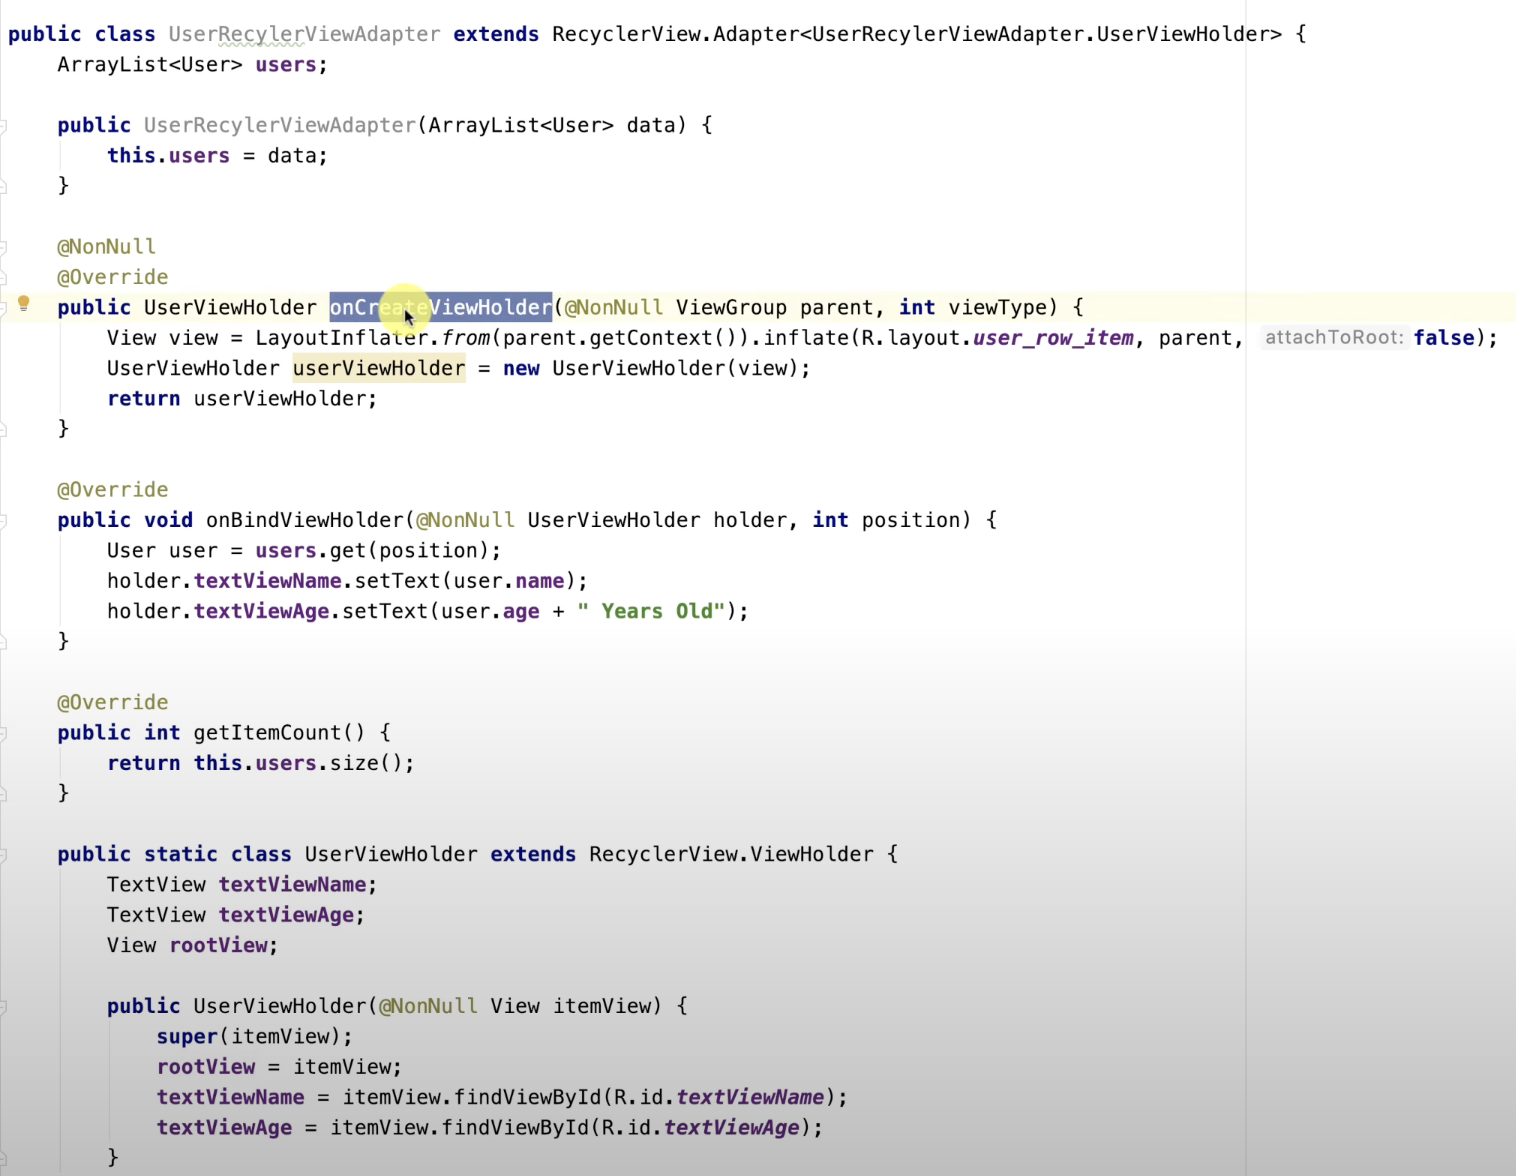 public class UserRecylerViewAdapter extends RecyclerView.Adapter<UserRecylerViewAdapter.UserViewHolder> {
    ArrayList<User> users;

    public UserRecylerViewAdapter(ArrayList<User> data) {
        this.users = data;
    }

    @NonNull
    @Override
    public UserViewHolder onCreateViewHolder(@NonNull ViewGroup parent, int viewType) {
        View view = LayoutInflater.from(parent.getContext()).inflate(R.layout.user_row_item, parent, attachToRoot: false);
        UserViewHolder userViewHolder = new UserViewHolder(view);
        return userViewHolder;
    }

    @Override
    public void onBindViewHolder(@NonNull UserViewHolder holder, int position) {
        User user = users.get(position);
        holder.textViewName.setText(user.name);
        holder.textViewAge.setText(user.age + " Years Old");
    }

    @Override
    public int getItemCount() {
        return this.users.size();
    }

    public static class UserViewHolder extends RecyclerView.ViewHolder {
        TextView textViewName;
        TextView textViewAge;
        View rootView;

        public UserViewHolder(@NonNull View itemView) {
            super(itemView);
            rootView = itemView;
            textViewName = itemView.findViewById(R.id.textViewName);
            textViewAge = itemView.findViewById(R.id.textViewAge);
        }